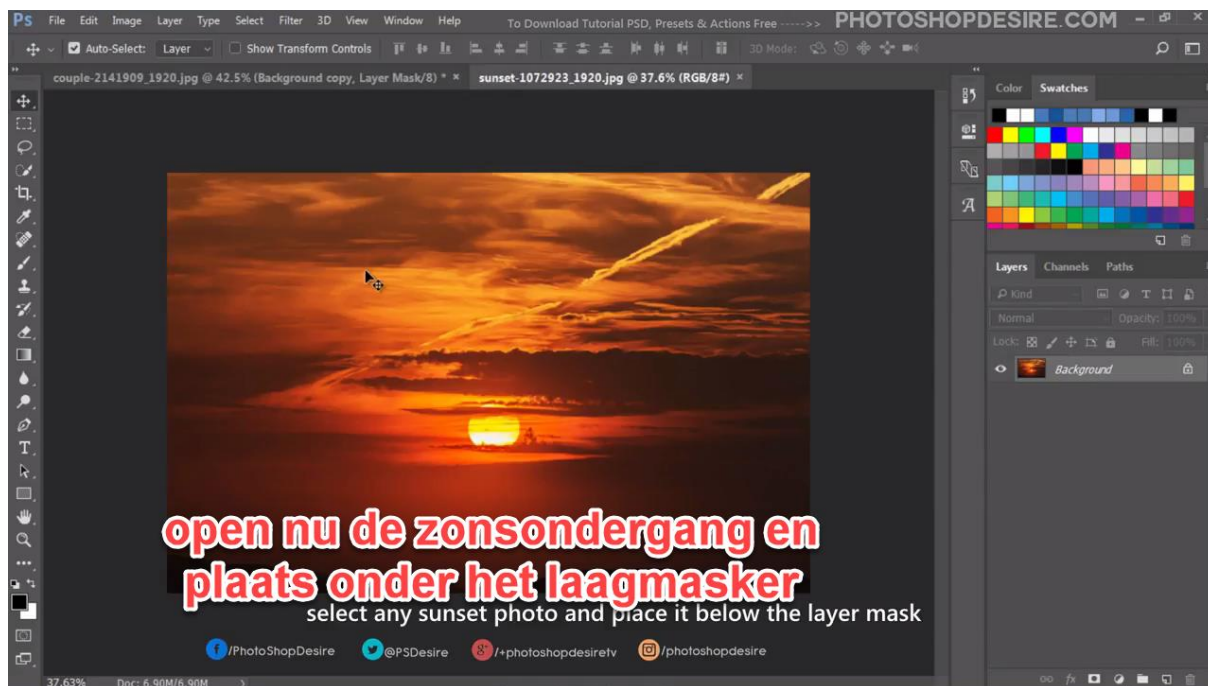 Ps File Edit Image Layer Type Select Filter 3D View Window Help To Download Tutorial PSD, Presets & Actions Free ----->> PHOTOSHOPDESIRE.COM
Auto-Select: Layer Show Transform Controls 3D Mode:
couple-2141909_1920.jpg @ 42.5% (Background copy, Layer Mask/8) * × sunset-1072923_1920.jpg @ 37.6% (RGB/8#) ×
Color Swatches
Layers Channels Paths
Kind
Normal Opacity: 100%
Lock: Fill: 100%
Background
open nu de zonsondergang en
plaats onder het laagmasker
select any sunset photo and place it below the layer mask
/PhotoShopDesire @PSDesire /+photoshopdesiretv /photoshopdesire
37.63% Doc: 6.90M/6.90M